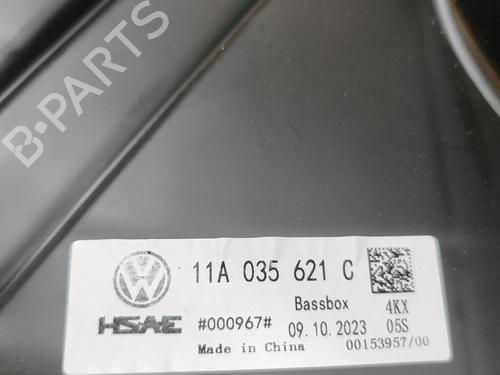 B-PARTS
11A 035 621 C
Bassbox 4KX
HSAE #000967# 09.10.2023 05S
Made in China 00153957/00